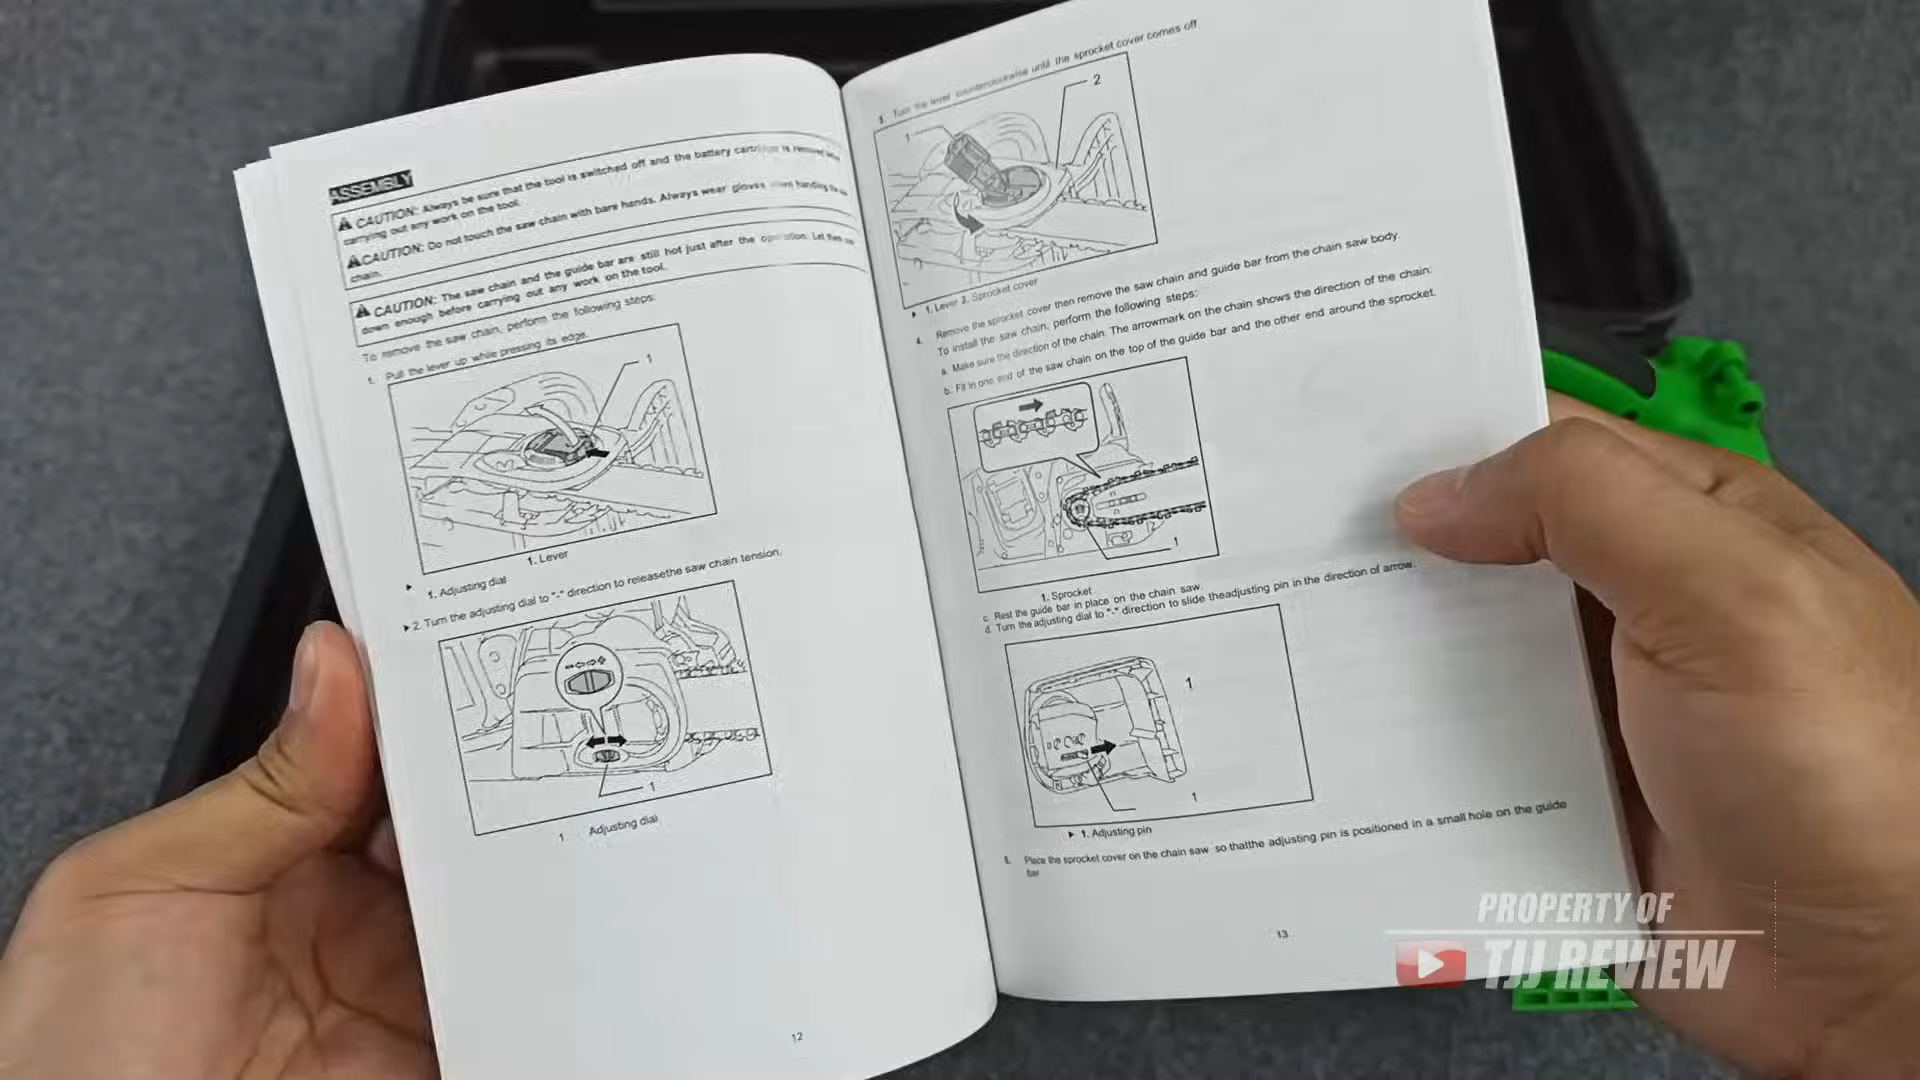 ASSEMBLY
CAUTION: Always be sure that the tool is switched off and the battery cartridge is removed
carrying out any work on the tool.
CAUTION: Do not touch the saw chain with bare hands. Always wear gloves when handling the
chain.
CAUTION: The saw chain and the guide bar are still hot just after the operation. Let them
down enough before carrying out any work on the tool.
To remove the saw chain, perform the following steps:
1. Pull the lever up while pressing its edge.
1
1. Lever
1. Adjusting dial
2. Turn the adjusting dial to "-" direction to releasethe saw chain tension.
1
1 Adjusting dial
12
Turn the lever counterclockwise until the sprocket cover comes off
1
2
1. Lever 2. Sprocket cover
4. Remove the sprocket cover then remove the saw chain and guide bar from the chain saw body.
To install the saw chain, perform the following steps:
a. Make sure the direction of the chain. The arrowmark on the chain shows the direction of the chain.
b. Fit in one end of the saw chain on the top of the guide bar and the other end around the sprocket.
1
1. Sprocket
c. Rest the guide bar in place on the chain saw.
d. Turn the adjusting dial to "-" direction to slide theadjusting pin in the direction of arrow.
1
1
1. Adjusting pin
Place the sprocket cover on the chain saw so thatthe adjusting pin is positioned in a small hole on the guide
bar
13
PROPERTY OF
TJJ REVIEW